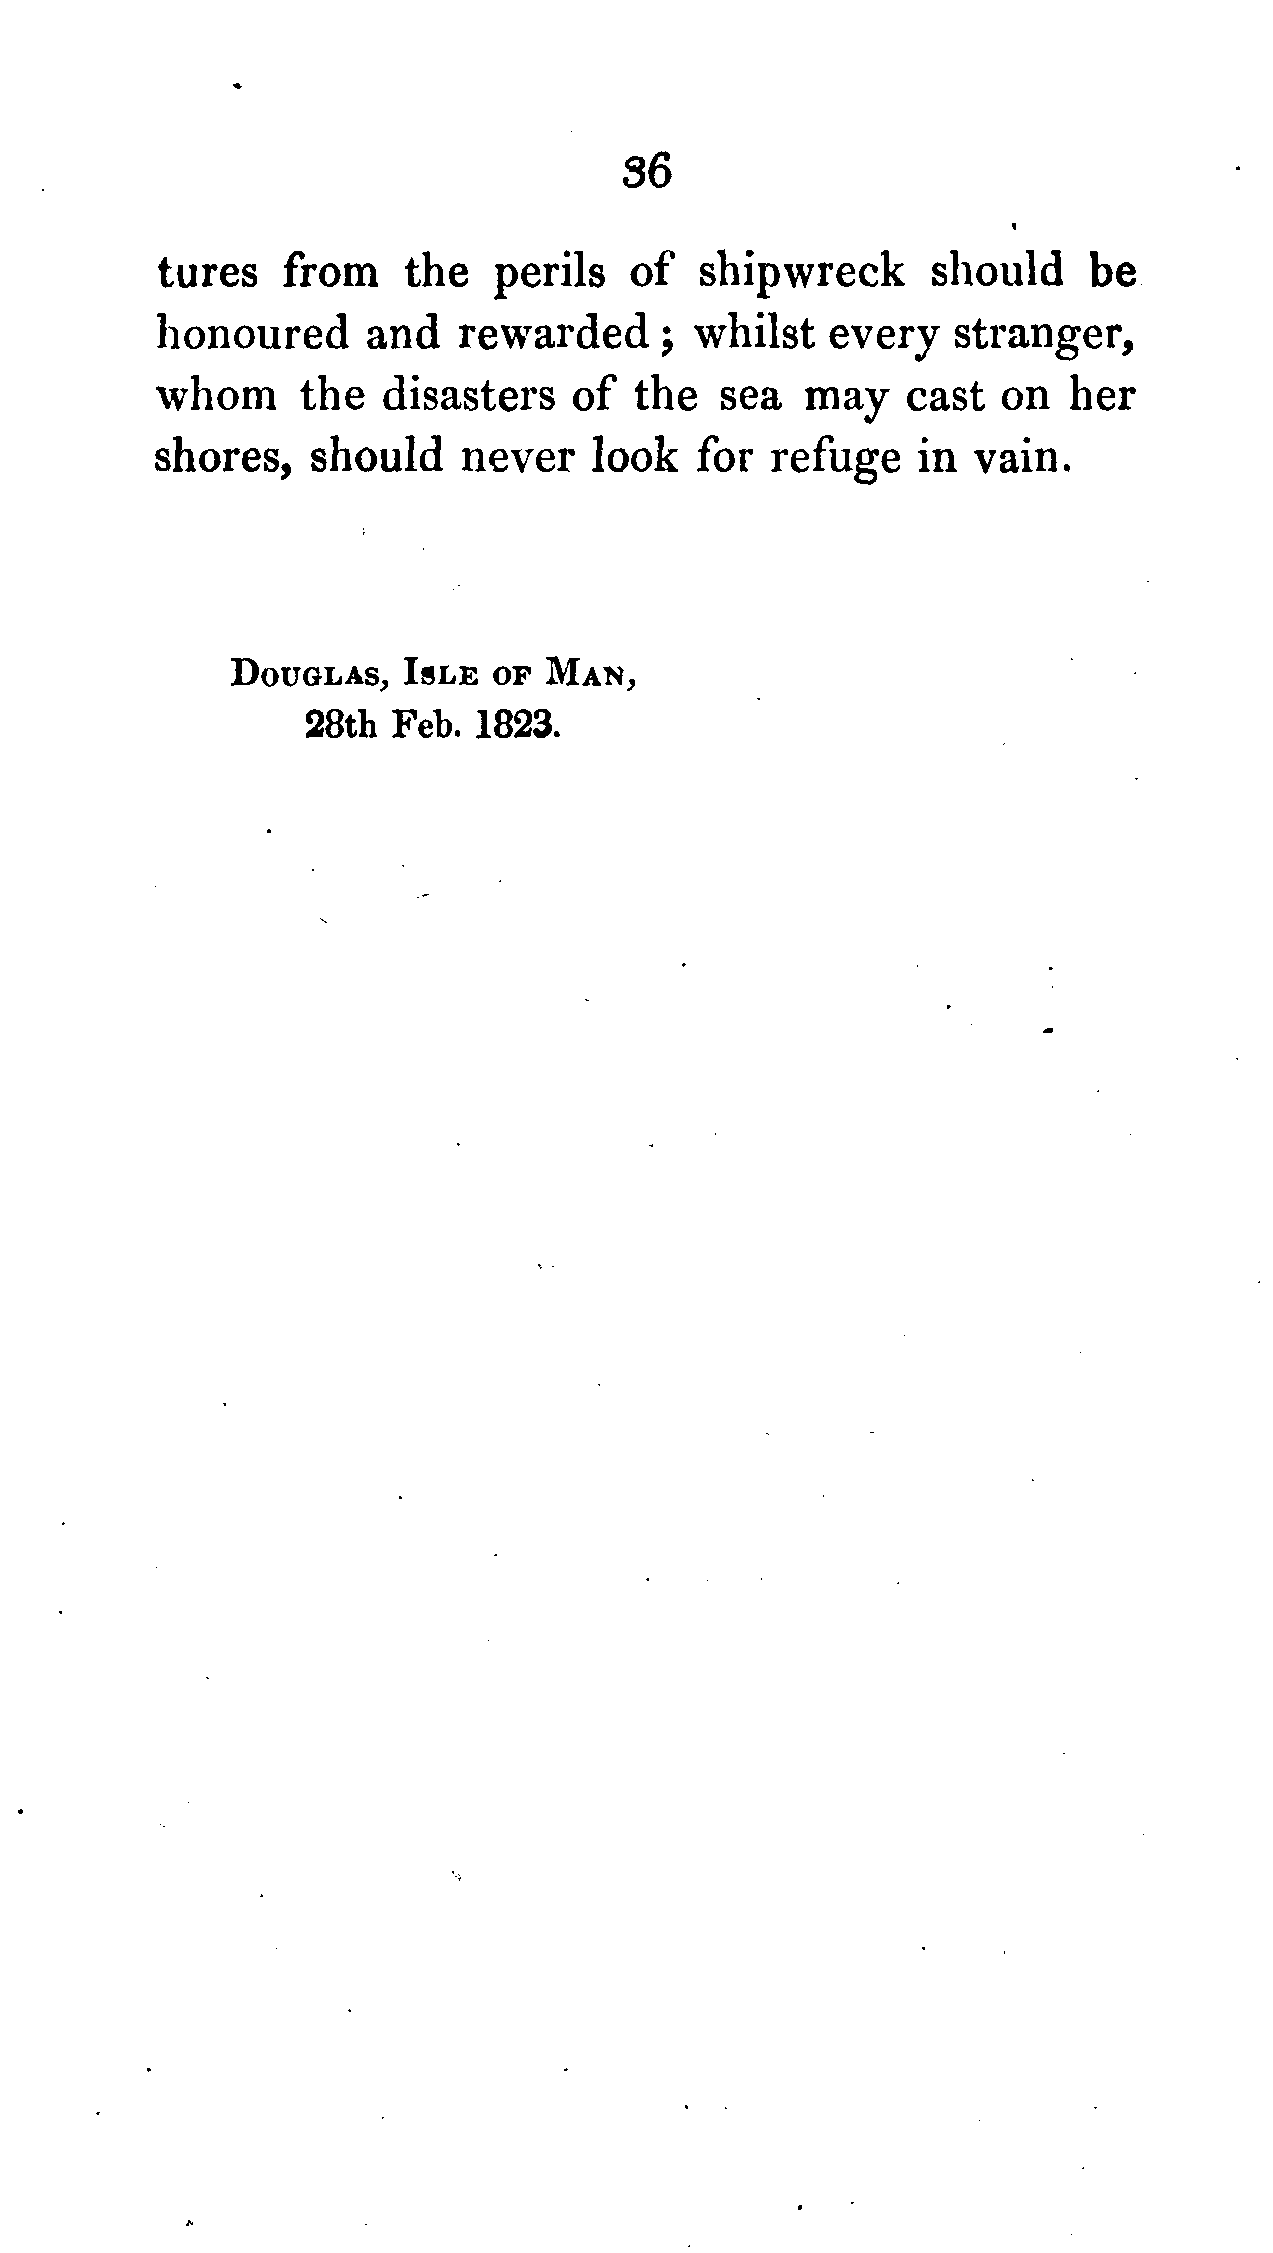 36
tures from the perils of shipwreck should be
honoured and rewarded ; whilst every stranger,
whom the disasters of the sea may cast on her
shores, should never look for refuge in vain.
Douglas, Isle of Man,
28th Feb. 1823.